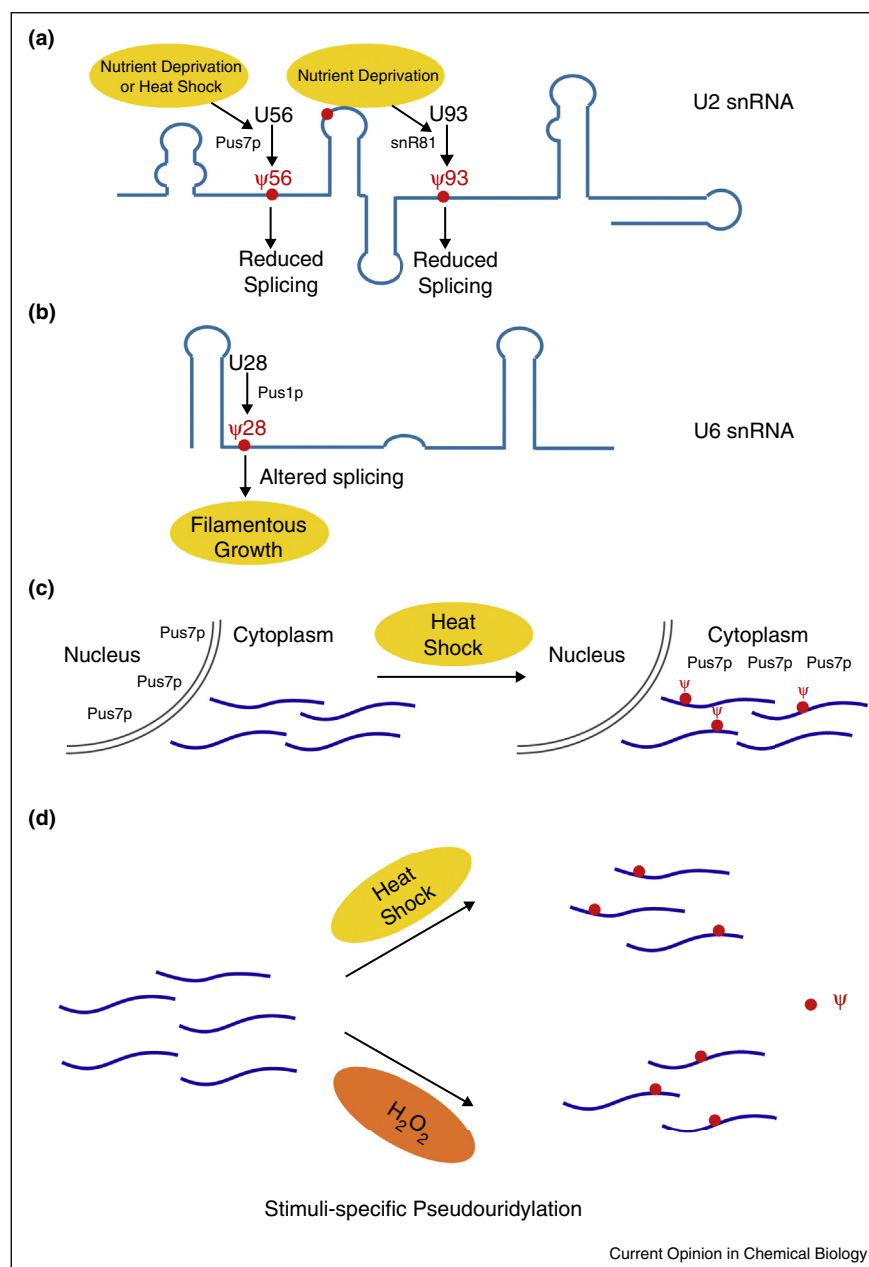 (a)
Nutrient Deprivation
or Heat Shock
Nutrient Deprivation
U2 snRNA
U56
U93
Pus7p
snR81
ψ56
ψ93
Reduced
Splicing
Reduced
Splicing
(b)
U28
Pus1p
U6 snRNA
ψ28
Altered splicing
Filamentous
Growth
(c)
Pus7p
Nucleus
Cytoplasm
Pus7p
Pus7p
Heat
Shock
Nucleus
Cytoplasm
Pus7p Pus7p Pus7p
ψ
ψ
ψ
(d)
Heat
Shock
ψ
H₂O₂
Stimuli-specific Pseudouridylation
Current Opinion in Chemical Biology